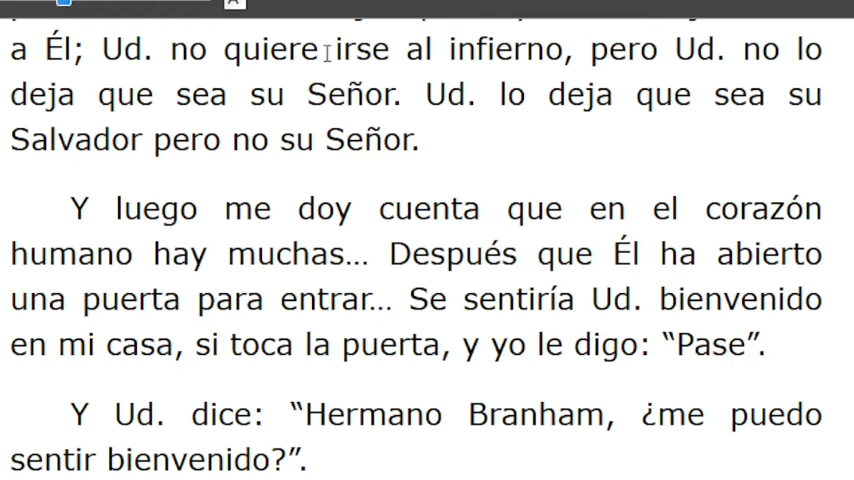 a Él; Ud. no quiere irse al infierno, pero Ud. no lo
deja que sea su Señor. Ud. lo deja que sea su
Salvador pero no su Señor.
Y luego me doy cuenta que en el corazón
humano hay muchas... Después que Él ha abierto
una puerta para entrar... Se sentiría Ud. bienvenido
en mi casa, si toca la puerta, y yo le digo: “Pase”.
Y Ud. dice: “Hermano Branham, ¿me puedo
sentir bienvenido?”.